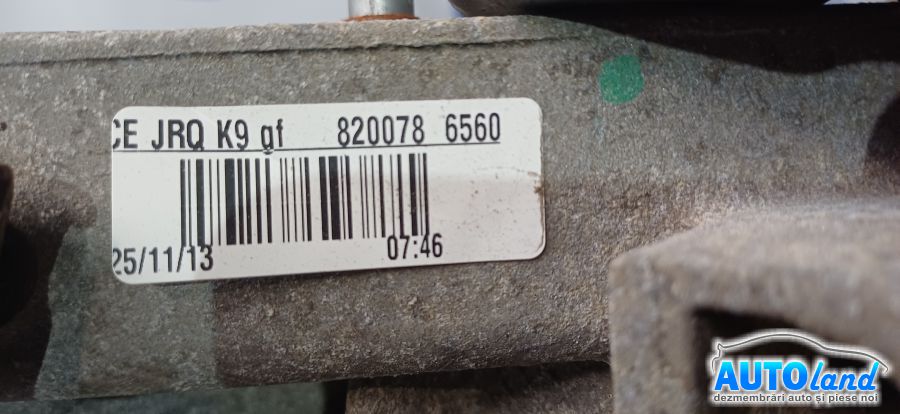 CE JRQ K9 gf 820078 6560
25/11/13 07:46
AUTOland
dezmembrări auto și piese noi